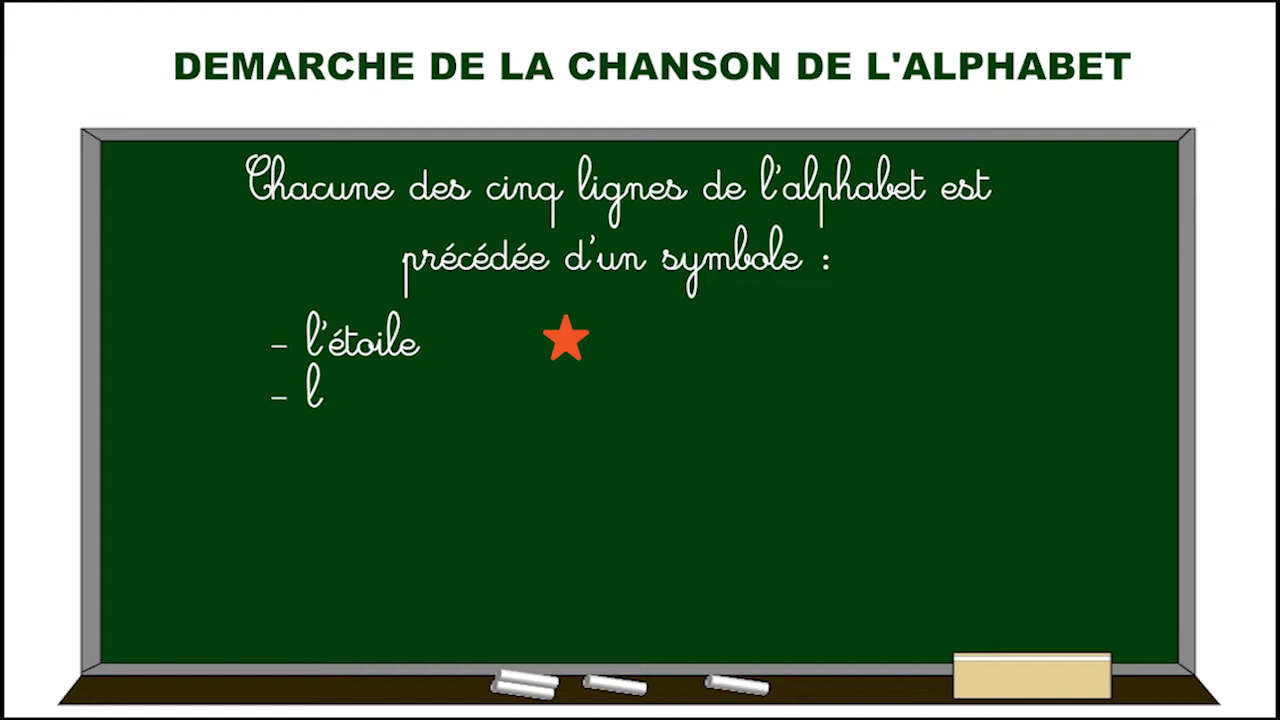 DEMARCHE DE LA CHANSON DE L'ALPHABET
Chacune des cinq lignes de l'alphabet est
précédée d'un symbole :
- l'étoile
- l